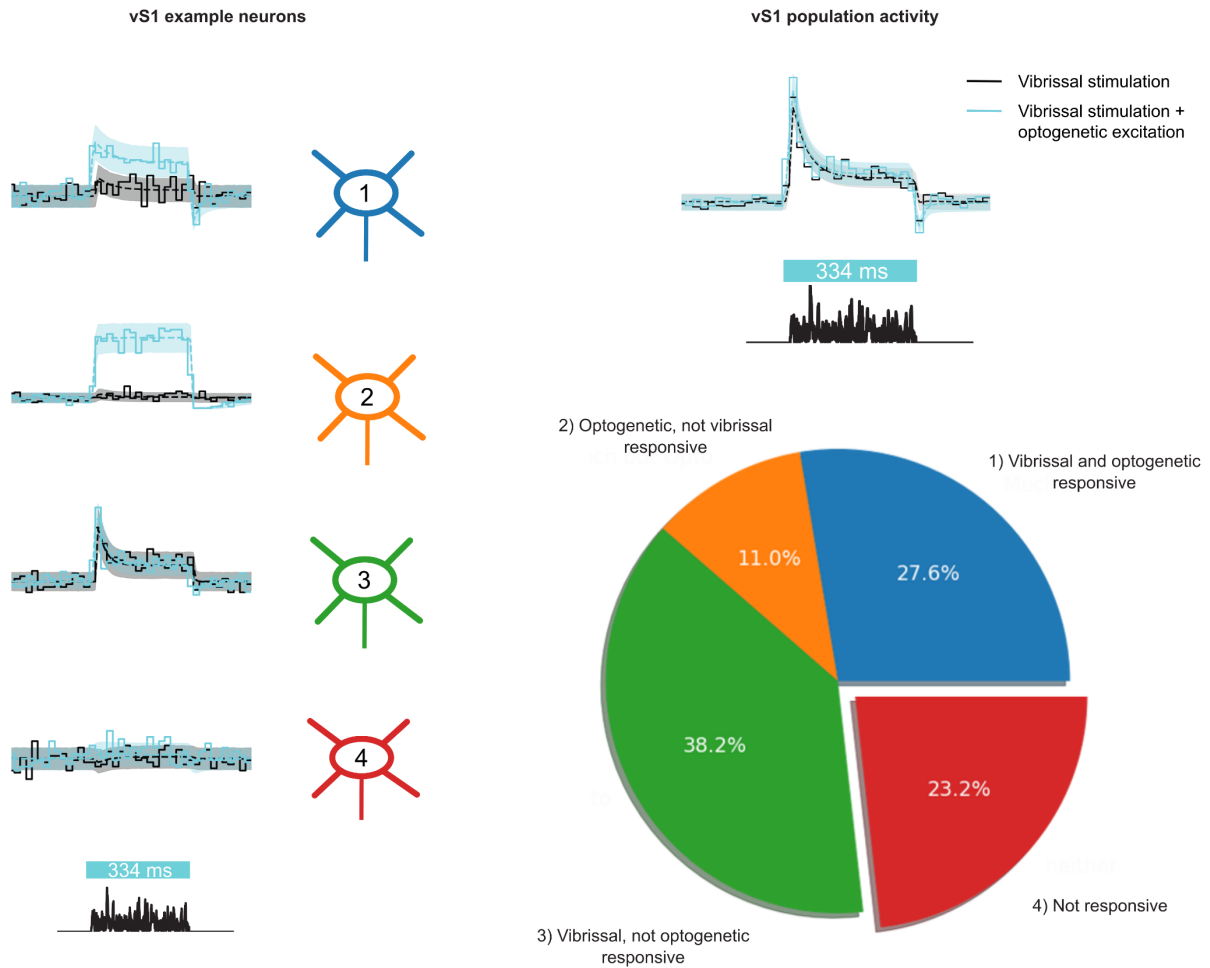 vS1 example neurons
vS1 population activity
Vibrissal stimulation
Vibrissal stimulation +
optogenetic excitation
1
334 ms
2
2) Optogenetic, not vibrissal
responsive
1) Vibrissal and optogenetic
responsive
11.0%
27.6%
3
38.2%
4
23.2%
334 ms
4) Not responsive
3) Vibrissal, not optogenetic
responsive